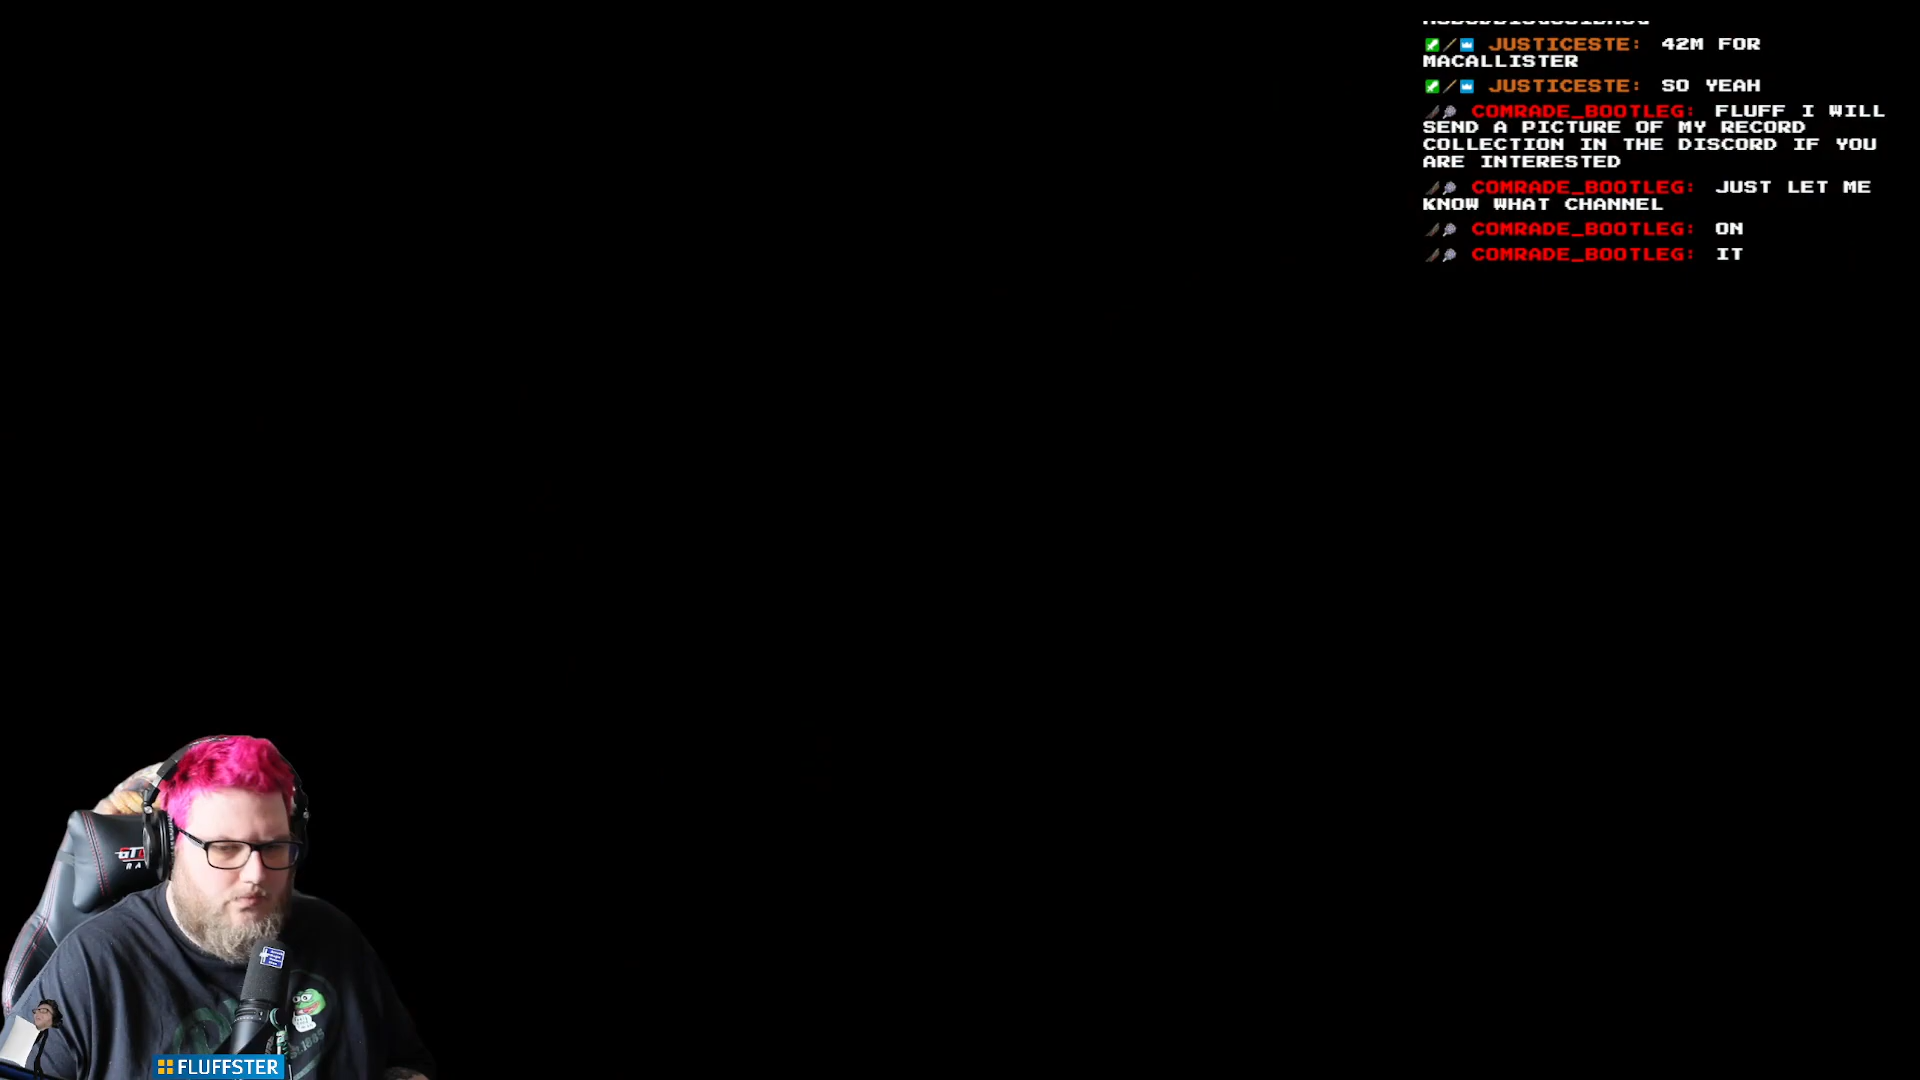 JUSTICESTE: 42M FOR
MACALLISTER
JUSTICESTE: SO YEAH
COMRADE_BOOTLEG: FLUFF I WILL
SEND A PICTURE OF MY RECORD
COLLECTION IN THE DISCORD IF YOU
ARE INTERESTED
COMRADE_BOOTLEG: JUST LET ME
KNOW WHAT CHANNEL
COMRADE_BOOTLEG: ON
COMRADE_BOOTLEG: IT
FLUFFSTER